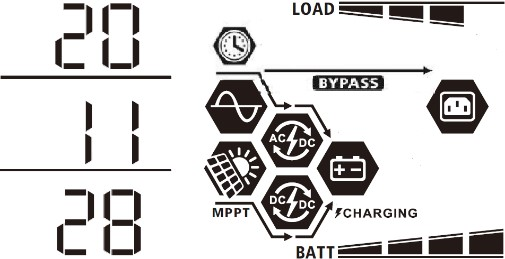 20
11
28
LOAD
BYPASS
AC DC
DC DC
MPPT
CHARGING
BATT